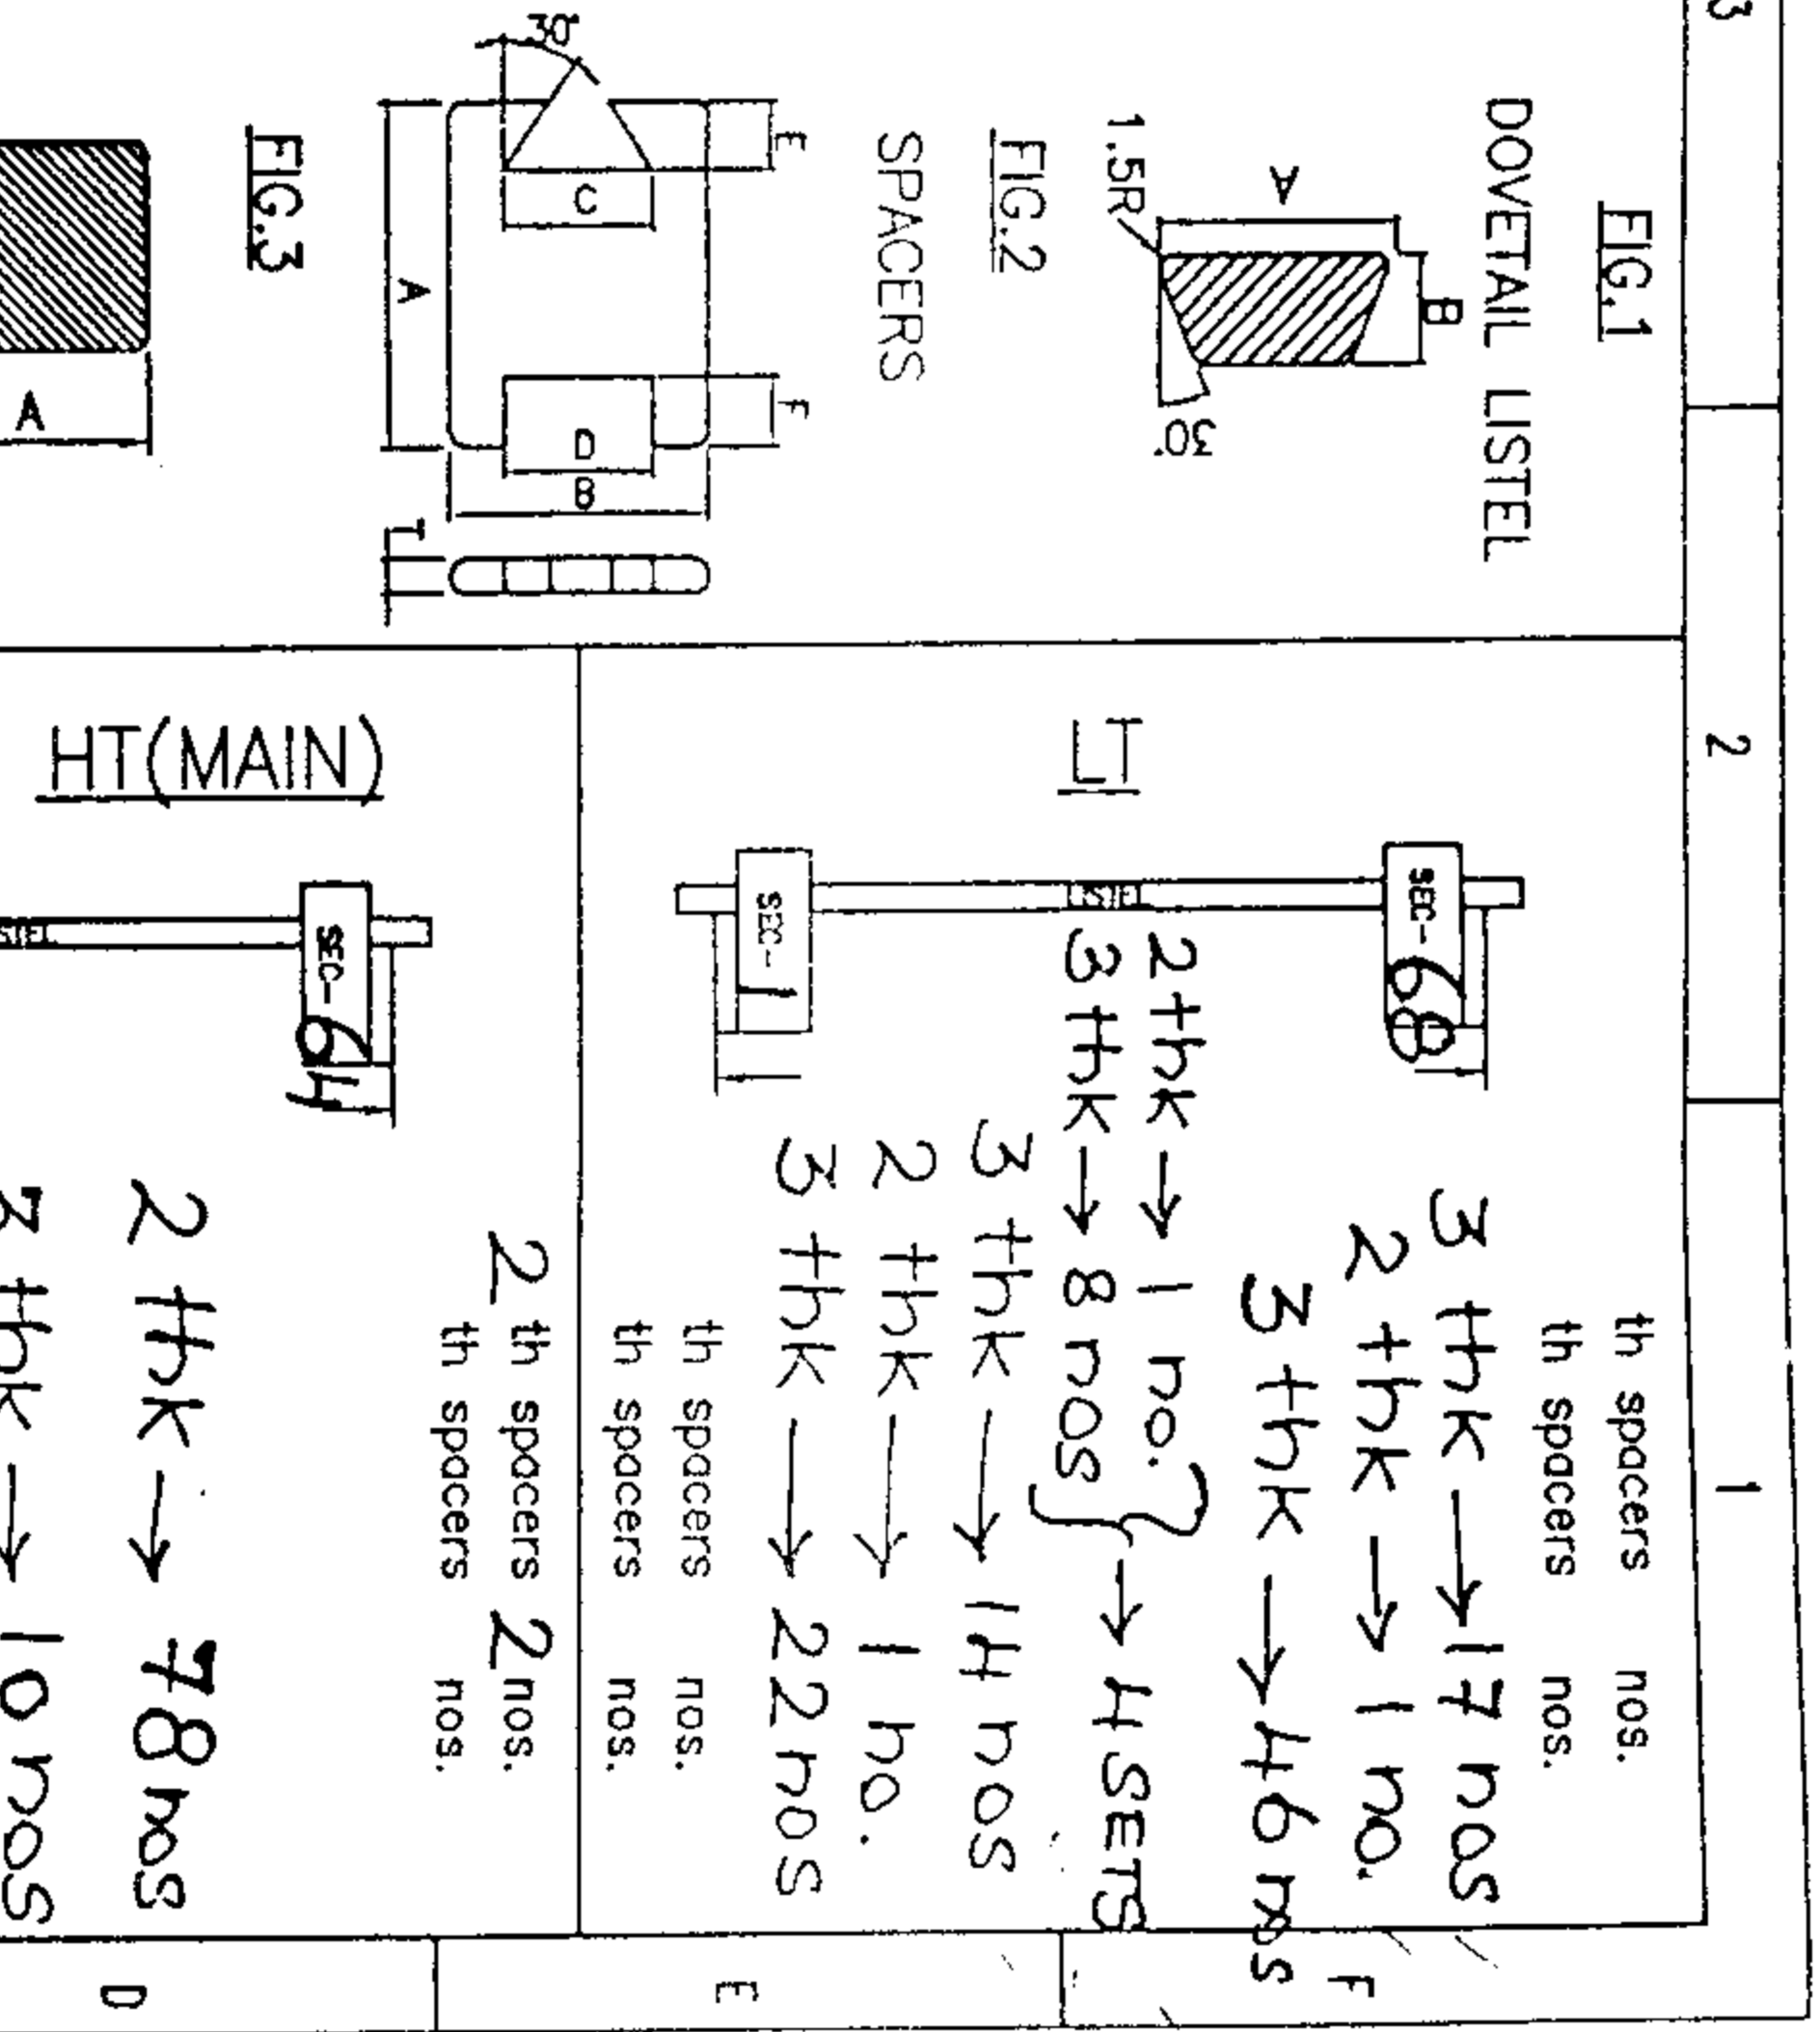 3
2
1
FIG.1
DOVETAIL LISTEL
A
B
1.5R
30°
FIG.2
SPACERS
30°
E
F
C
D
B
A
T
FIG.3
A
LT
SEC-68
LISTEL
SEC-1
th spacers nos.
th spacers nos.
3 thk → 17 nos
2 thk → 1 no.
3 thk → 46 nos
2 thk → 1 no.
3 thk → 8 nos
} → 4 SETS
3 thk → 14 nos
2 thk → 1 no.
3 thk → 22 nos
th spacers nos.
th spacers nos.
HT(MAIN)
SEC-64
2 th spacers 2 nos.
th spacers nos.
2 thk → 78 nos
3 thk → 10 nos
F
E
D